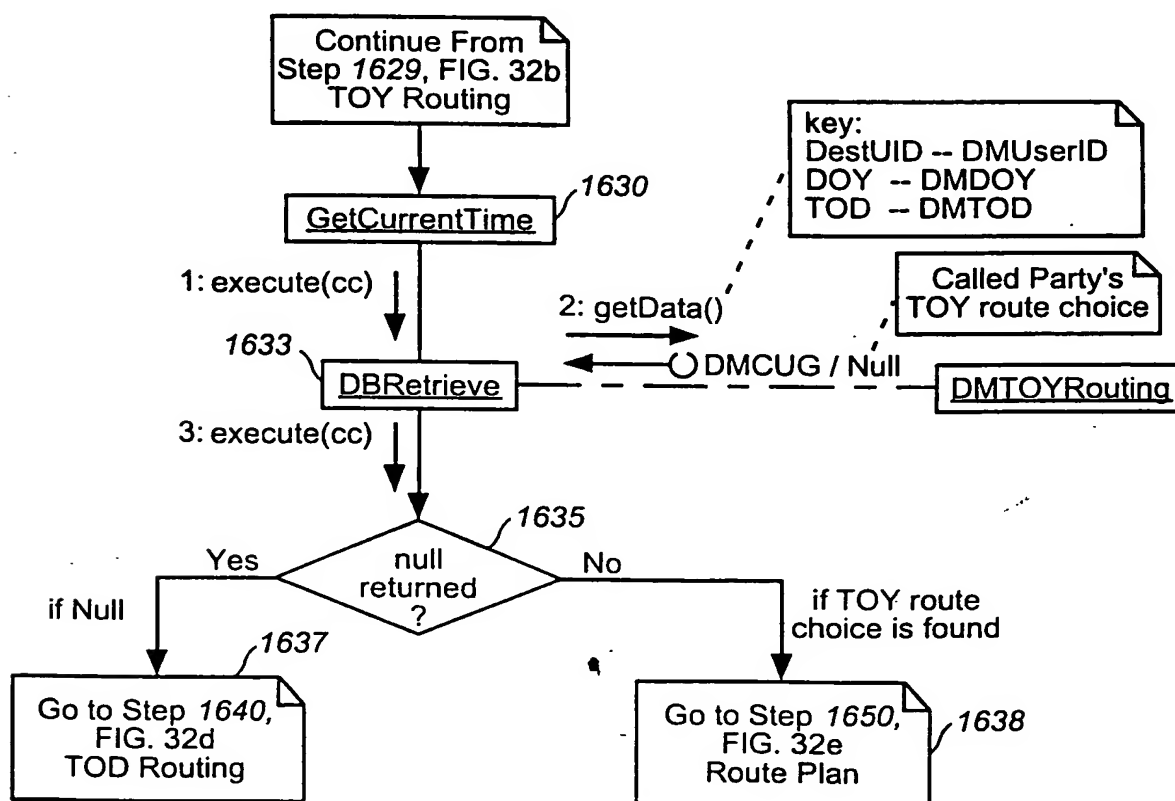 Continue From
Step 1629, FIG. 32b
TOY Routing
1630
GetCurrentTime
key:
DestUID -- DMUserID
DOY -- DMDOY
TOD -- DMTOD
1: execute(cc)
2: getData()
Called Party's
TOY route choice
1633
DBRetrieve
DMCUG / Null
DMTOYRouting
3: execute(cc)
1635
Yes
null
returned
?
No
if Null
if TOY route
choice is found
1637
Go to Step 1640,
FIG. 32d
TOD Routing
Go to Step 1650,
FIG. 32e
Route Plan
1638